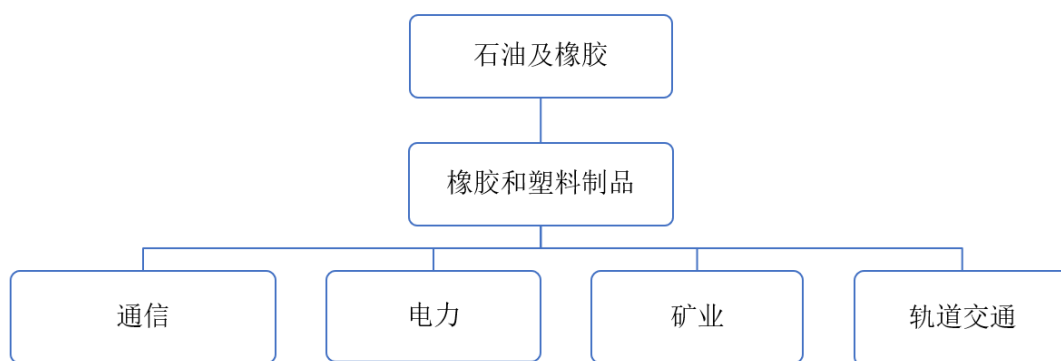 石油及橡胶
橡胶和塑料制品
通信
电力
矿业
轨道交通